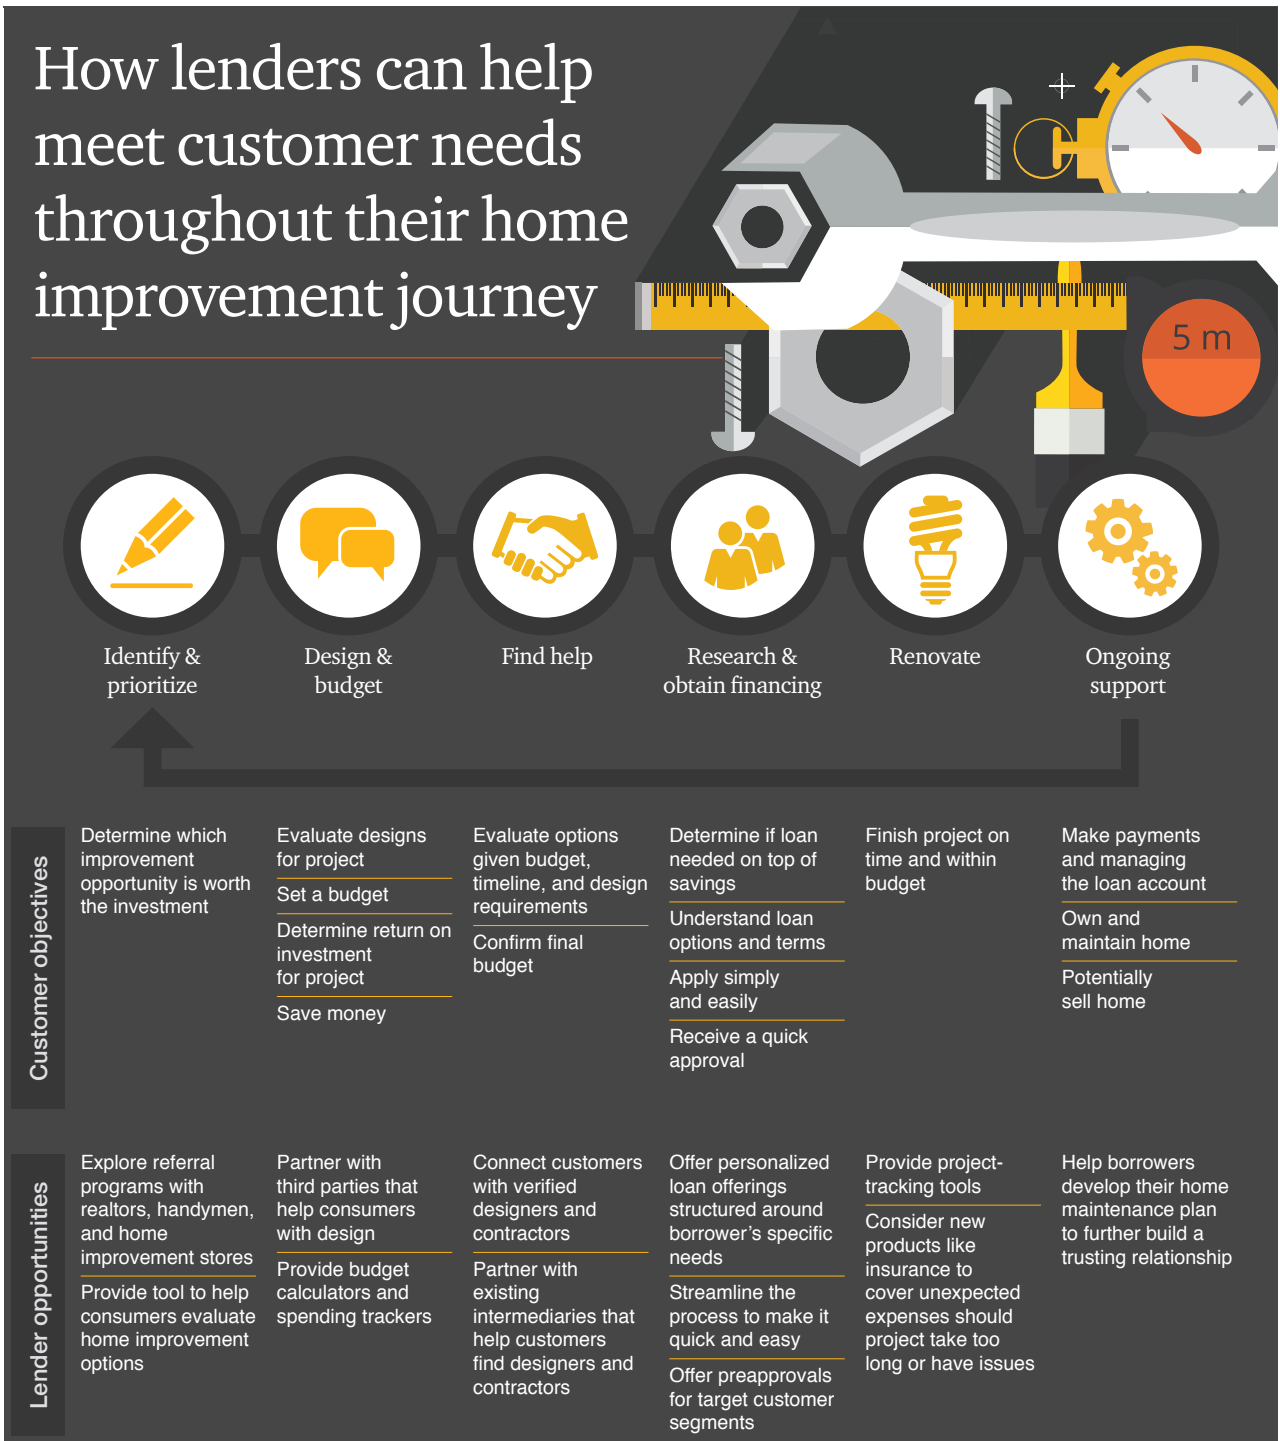 How lenders can help
meet customer needs
throughout their home
improvement journey
5 m
Identify &
prioritize
Design &
budget
Find help
Research &
obtain financing
Renovate
Ongoing
support
Customer objectives
Determine which
improvement
opportunity is worth
the investment
Evaluate designs
for project
Set a budget
Determine return on
investment
for project
Save money
Evaluate options
given budget,
timeline, and design
requirements
Confirm final
budget
Determine if loan
needed on top of
savings
Understand loan
options and terms
Apply simply
and easily
Receive a quick
approval
Finish project on
time and within
budget
Make payments
and managing
the loan account
Own and
maintain home
Potentially
sell home
Lender opportunities
Explore referral
programs with
realtors, handymen,
and home
improvement stores
Provide tool to help
consumers evaluate
home improvement
options
Partner with
third parties that
help consumers
with design
Provide budget
calculators and
spending trackers
Connect customers
with verified
designers and
contractors
Partner with
existing
intermediaries that
help customers
find designers and
contractors
Offer personalized
loan offerings
structured around
borrower's specific
needs
Streamline the
process to make it
quick and easy
Offer preapprovals
for target customer
segments
Provide project-
tracking tools
Consider new
products like
insurance to
cover unexpected
expenses should
project take too
long or have issues
Help borrowers
develop their home
maintenance plan
to further build a
trusting relationship